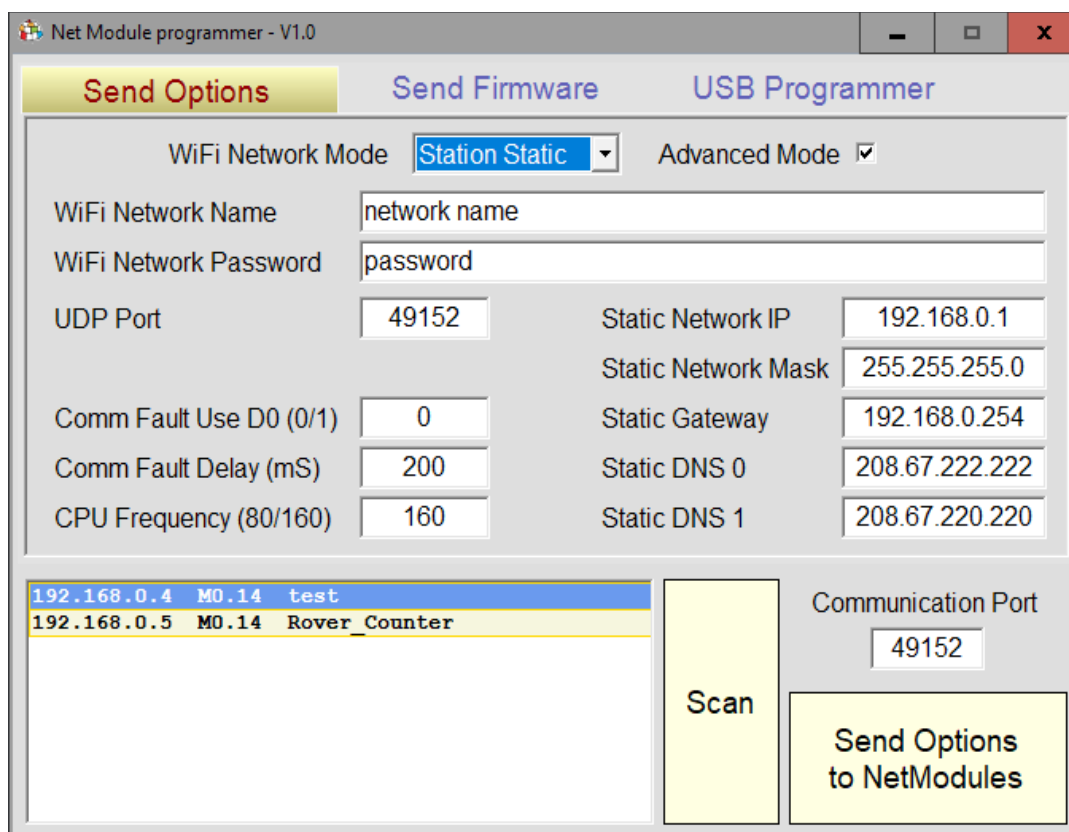 Net Module programmer - V1.0
Send Options Send Firmware USB Programmer
WiFi Network Mode Station Static Advanced Mode
WiFi Network Name network name
WiFi Network Password password
UDP Port 49152 Static Network IP 192.168.0.1
Static Network Mask 255.255.255.0
Comm Fault Use D0 (0/1) 0 Static Gateway 192.168.0.254
Comm Fault Delay (mS) 200 Static DNS 0 208.67.222.222
CPU Frequency (80/160) 160 Static DNS 1 208.67.220.220
192.168.0.4 M0.14 test
192.168.0.5 M0.14 Rover_Counter
Scan
Communication Port
49152
Send Options
to NetModules